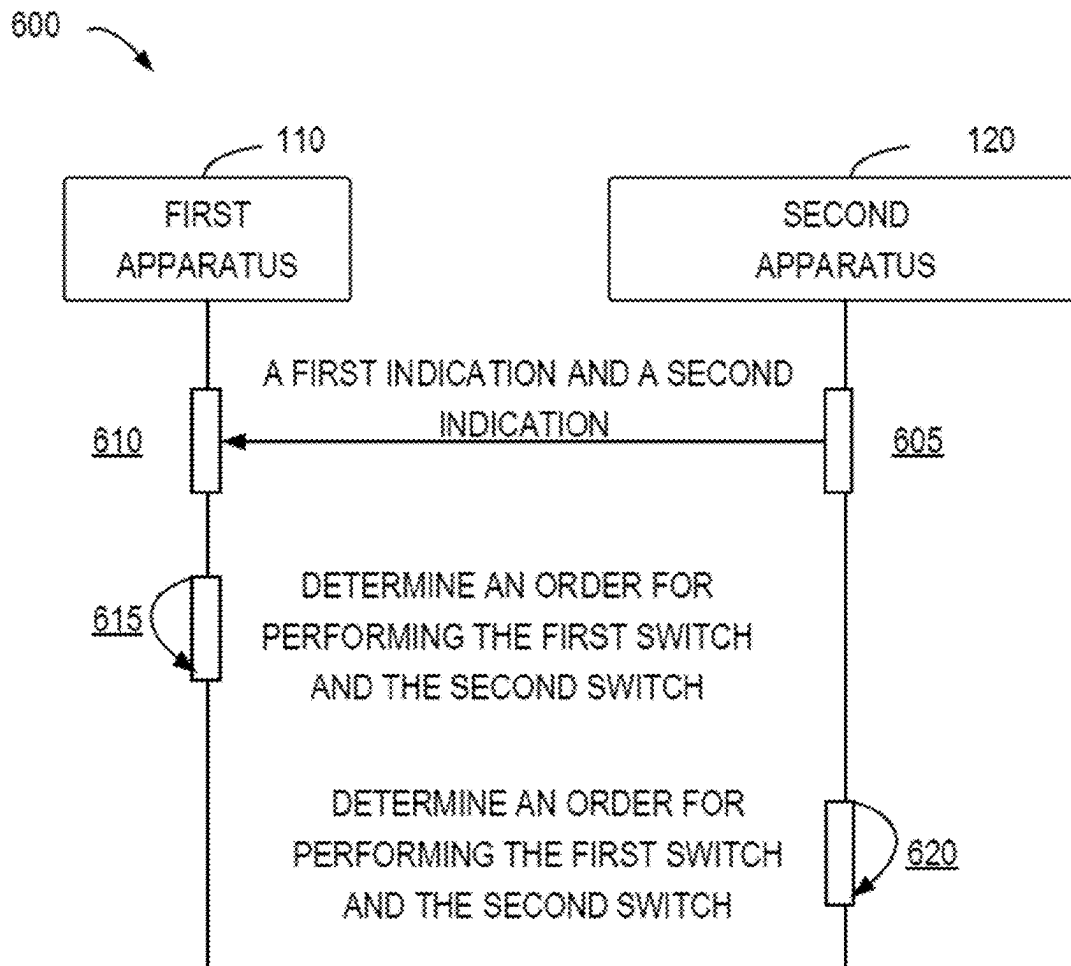 600
110
120
FIRST
APPARATUS
SECOND
APPARATUS
A FIRST INDICATION AND A SECOND
INDICATION
610
605
DETERMINE AN ORDER FOR
PERFORMING THE FIRST SWITCH
AND THE SECOND SWITCH
615
DETERMINE AN ORDER FOR
PERFORMING THE FIRST SWITCH
AND THE SECOND SWITCH
620